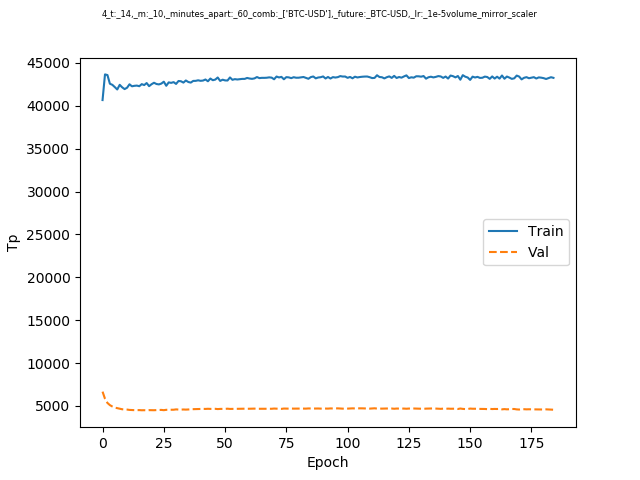 4_t:_14,_m:_10,_minutes_apart:_60_comb:_['BTC-USD'],_future:_BTC-USD,_lr:_1e-5volume_mirror_scaler
45000
40000
35000
30000
25000
20000
15000
10000
5000
Tp
Train
Val
0 25 50 75 100 125 150 175
Epoch